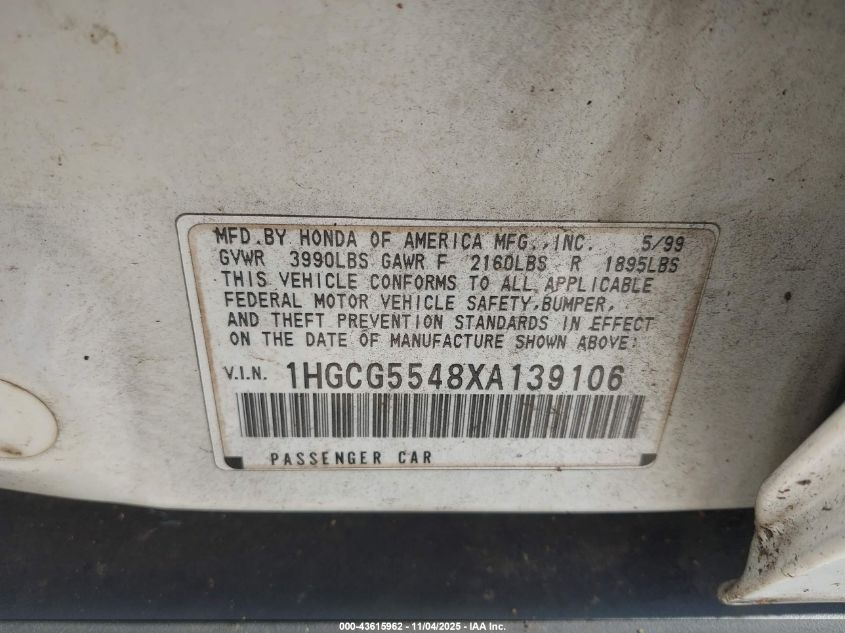 MFD.BY HONDA OF AMERICA MFG.,INC. 5/99
GVWR 3990LBS GAWR F 2160LBS R 1895LBS
THIS VEHICLE CONFORMS TO ALL APPLICABLE
FEDERAL MOTOR VEHICLE SAFETY,BUMPER,
AND THEFT PREVENTION STANDARDS IN EFFECT
ON THE DATE OF MANUFACTURE SHOWN ABOVE:
V.I.N. 1HGCG5548XA139106
PASSENGER CAR
000-43615962 - 11/04/2025 - IAA Inc.